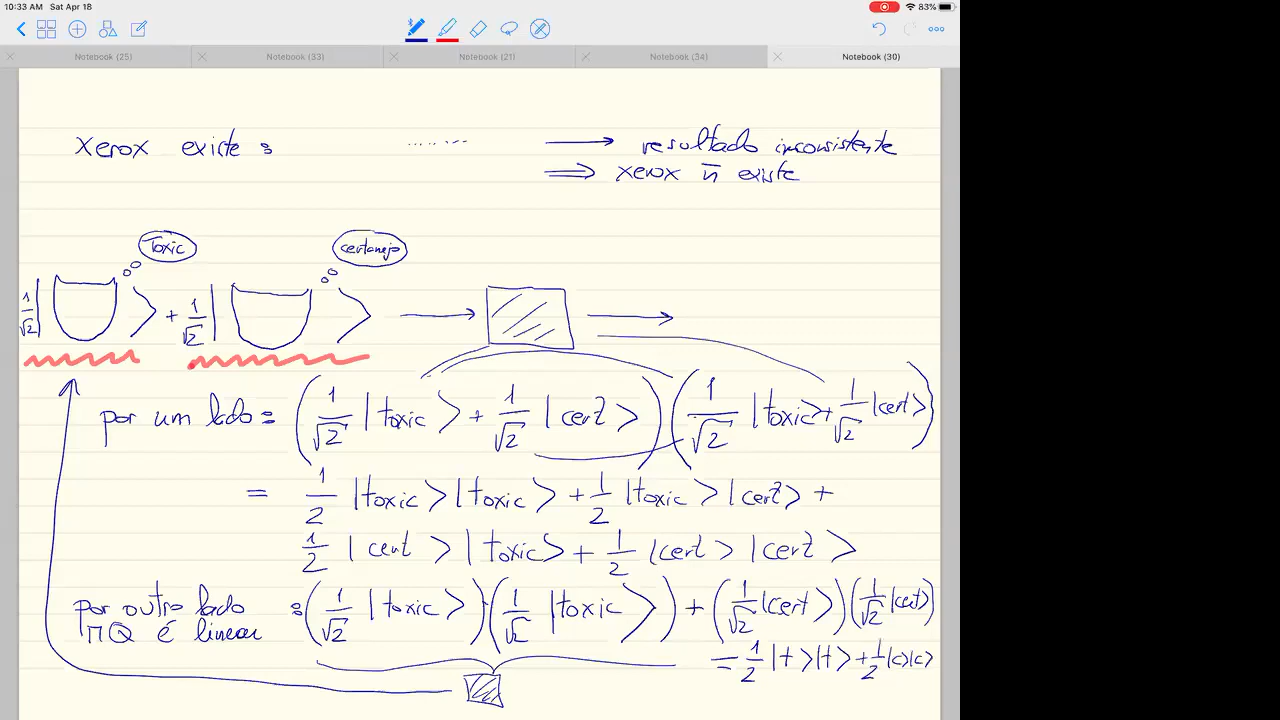 10:33 AM Sat Apr 18 83%
Notebook (25) Notebook (33) Notebook (21) Notebook (34) Notebook (30)
xerox existe : ....... → resultado inconsistente
⟹ xerox n̄ existe
Toxic certanejo
1/√2 | > + 1/√2 | > → →
por um lado : (1/√2 |toxic> + 1/√2 |cert>) (1/√2 |toxic> + 1/√2 |cert>)
= 1/2 |toxic>|toxic> + 1/2 |toxic>|cert> +
1/2 |cert>|toxic> + 1/2 |cert>|cert>
por outro lado : (1/√2 |toxic>)(1/√2 |toxic>) + (1/√2 |cert>)(1/√2 |cert>)
MQ é linear
= 1/2 |t>|t> + 1/2 |c>|c>